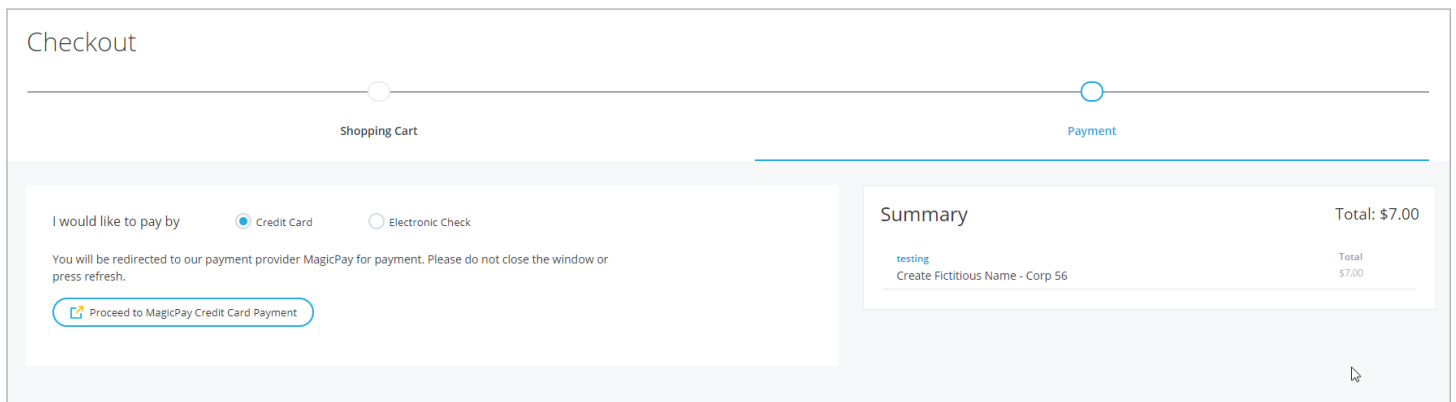 Checkout
Shopping Cart
Payment
I would like to pay by
Credit Card
Electronic Check
You will be redirected to our payment provider MagicPay for payment. Please do not close the window or
press refresh.
Proceed to MagicPay Credit Card Payment
Summary
Total: $7.00
testing
Total
Create Fictitious Name - Corp 56
$7.00